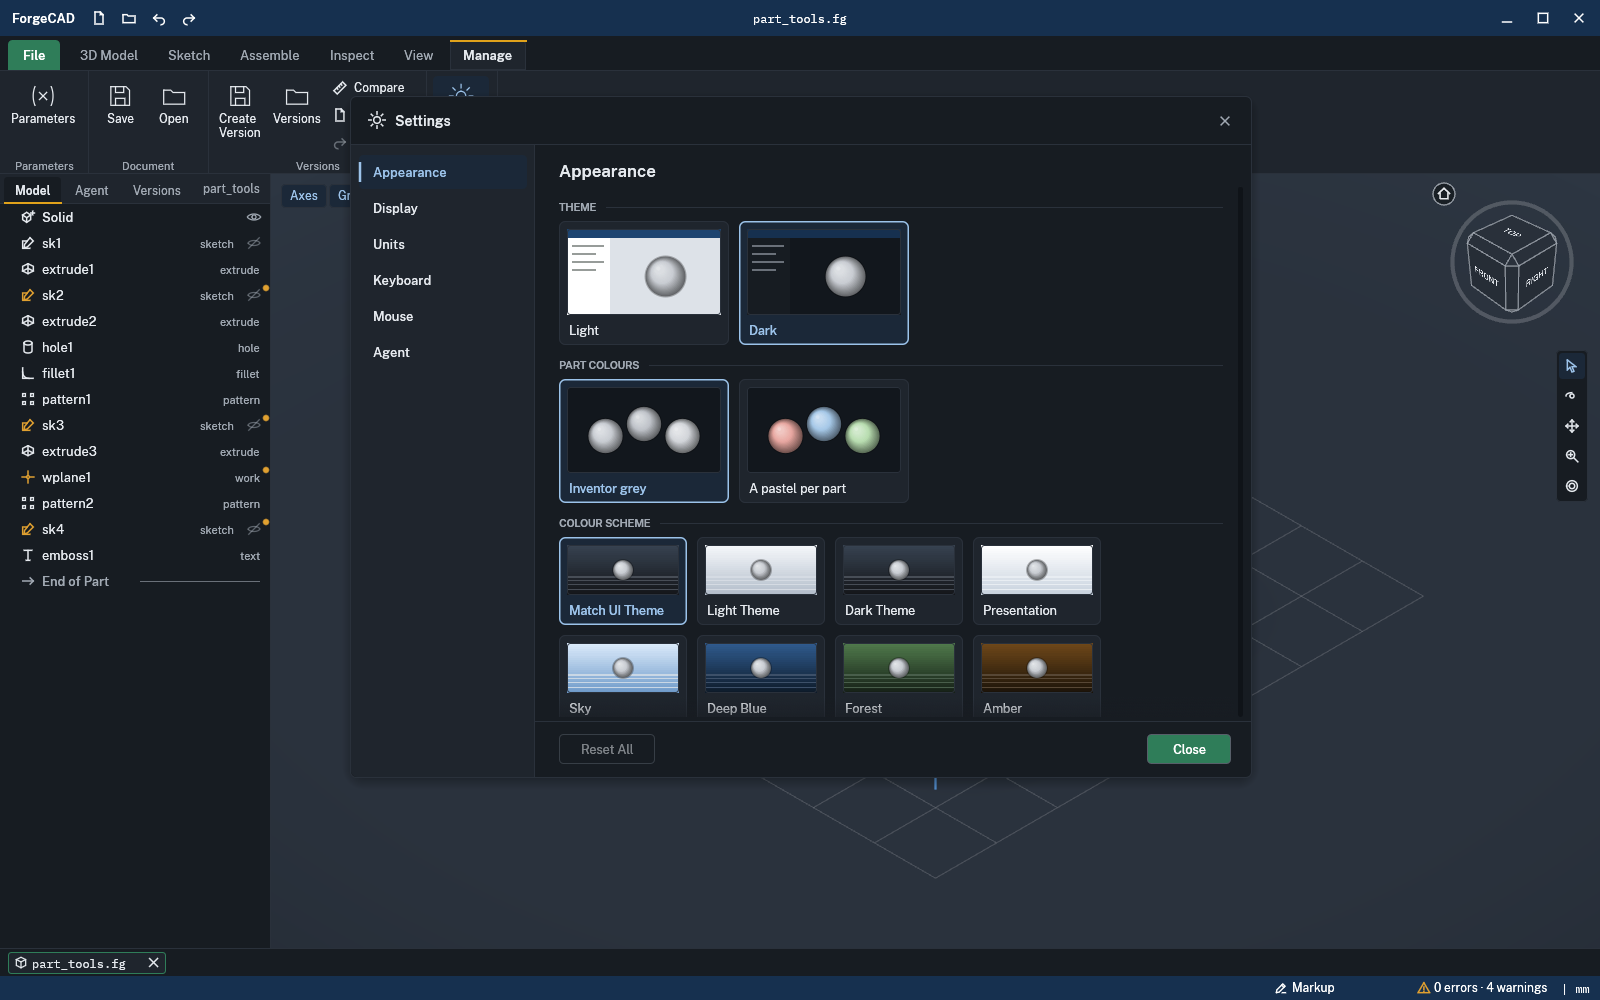 ForgeCAD
part_tools.fg
File
3D Model
Sketch
Assemble
Inspect
View
Manage
Parameters
Save
Open
Create Version
Versions
Compare
Parameters
Document
Versions
Model
Agent
Versions
part_tools
Solid
sk1 sketch
extrude1 extrude
sk2 sketch
extrude2 extrude
hole1 hole
fillet1 fillet
pattern1 pattern
sk3 sketch
extrude3 extrude
wplane1 work
pattern2 pattern
sk4 sketch
emboss1 text
End of Part
Axes
Settings
Appearance
Display
Units
Keyboard
Mouse
Agent
Appearance
THEME
Light
Dark
PART COLOURS
Inventor grey
A pastel per part
COLOUR SCHEME
Match UI Theme
Light Theme
Dark Theme
Presentation
Sky
Deep Blue
Forest
Amber
Reset All
Close
TOP
FRONT
RIGHT
part_tools.fg
Markup
0 errors · 4 warnings
mm